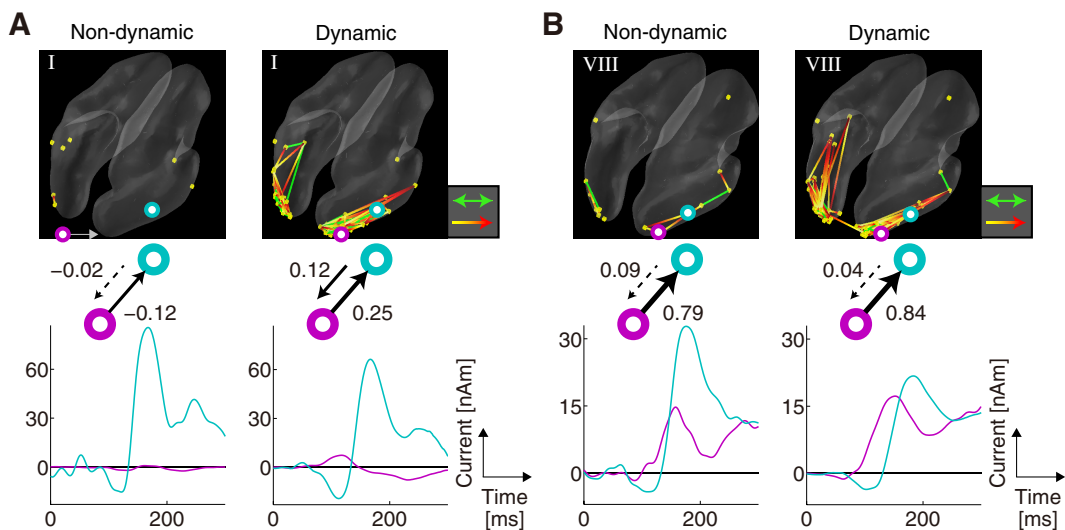 A
Non-dynamic
Dynamic
B
Non-dynamic
Dynamic
I
I
VIII
VIII
−0.02
−0.12
0.12
0.25
0.09
0.79
0.04
0.84
60
30
0
0
200
60
30
0
0
200
Current [nAm]
Time
[ms]
30
15
0
0
200
30
15
0
0
200
Current [nAm]
Time
[ms]